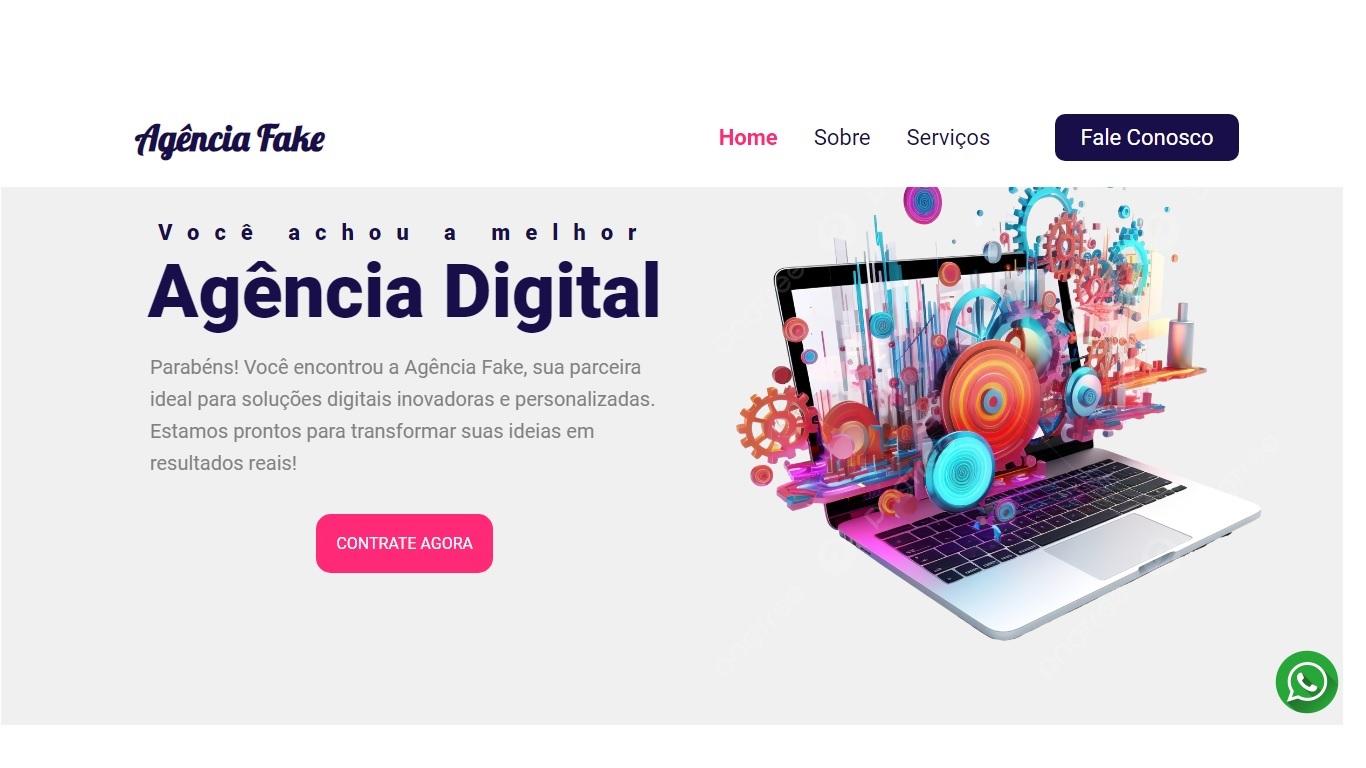 Agência Fake
Home Sobre Serviços Fale Conosco
Você achou a melhor
Agência Digital
Parabéns! Você encontrou a Agência Fake, sua parceira
ideal para soluções digitais inovadoras e personalizadas.
Estamos prontos para transformar suas ideias em
resultados reais!
CONTRATE AGORA
pngtree